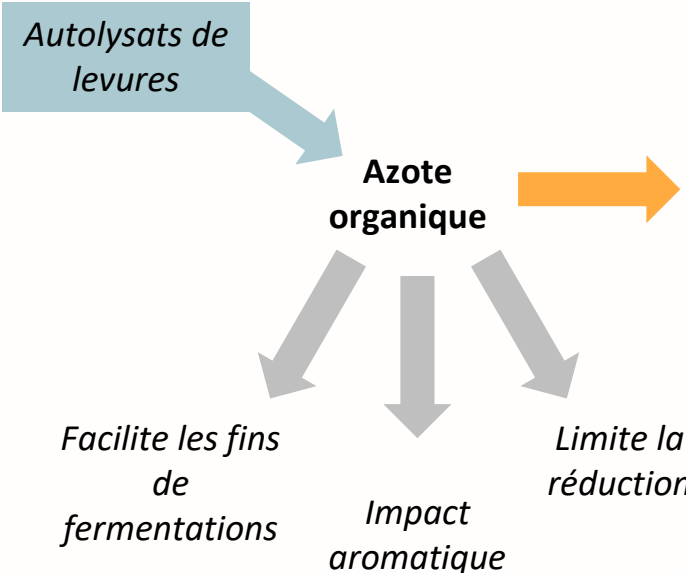 Autolysats de
levures
Azote
organique
Facilite les fins
de
fermentations
Impact
aromatique
Limite la
réduction